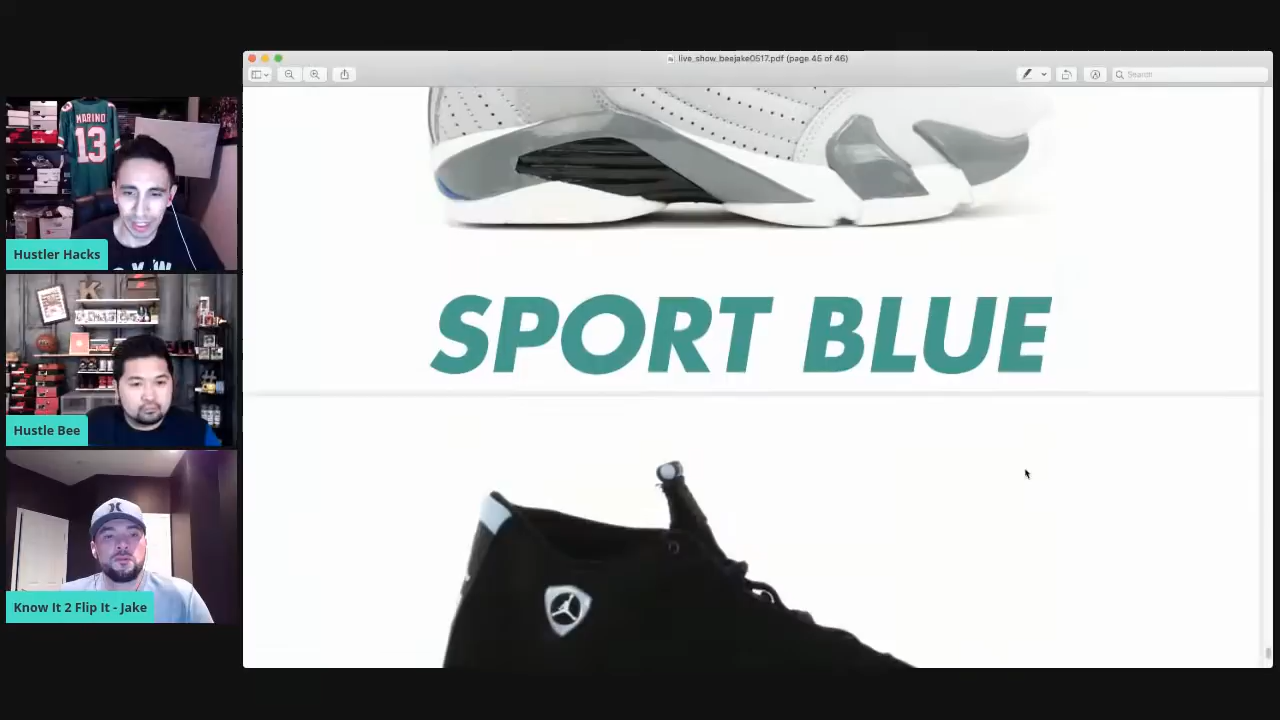 live_show_beejake0517.pdf (page 45 of 46)
Search
MARINO
13
Hustler Hacks
K
Hustle Bee
Know It 2 Flip It - Jake
SPORT BLUE